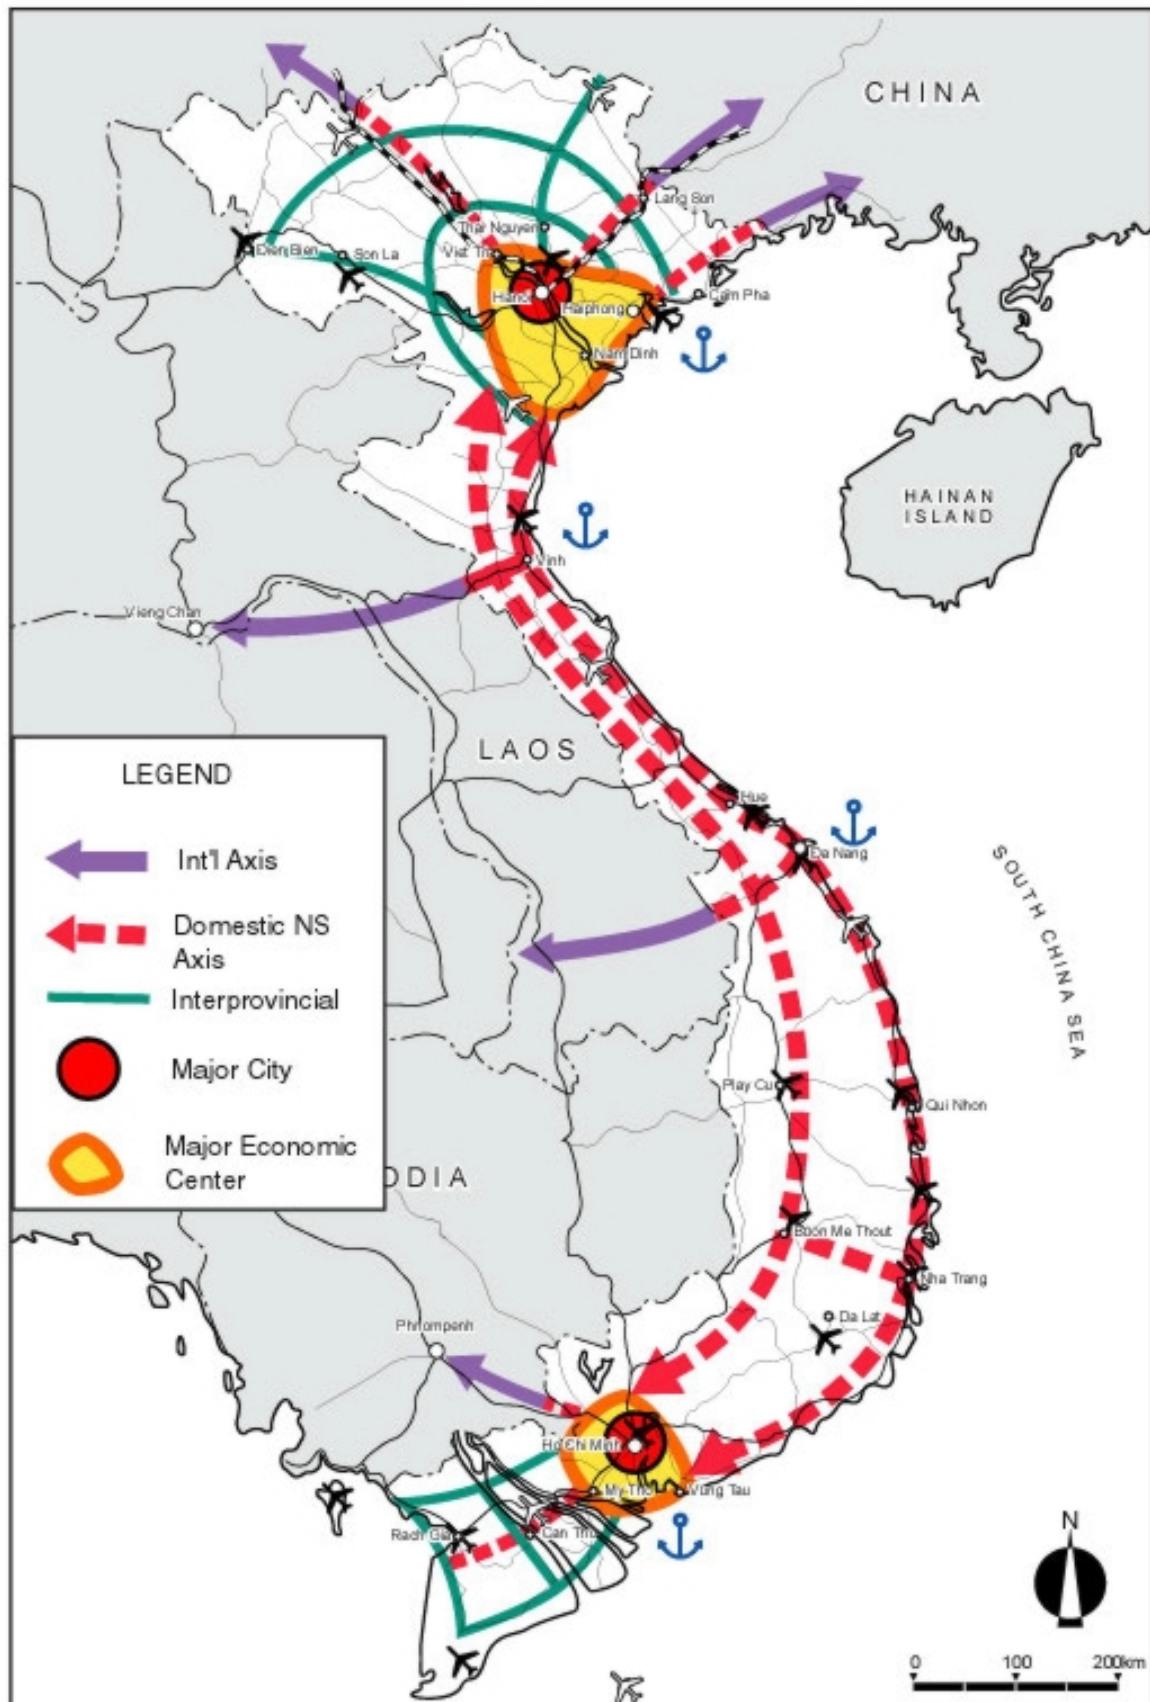 CHINA
Lang Son
Thai Nguyen
Viet Tri
Dien Bien
Son La
Hanoi
Haiphong
Cam Pha
Nam Dinh
HAINAN
ISLAND
Vinh
Vieng Chan
LAOS
Hue
Da Nang
SOUTH CHINA SEA
LEGEND
Int'l Axis
Domestic NS
Axis
Interprovincial
Major City
Major Economic
Center
ODIA
Play Cu
Qui Nhon
Buon Me Thout
Nha Trang
Da Lat
Phnompenh
Ho Chi Minh
My Tho
Vung Tau
Rach Gia
Can Tho
N
0 100 200km